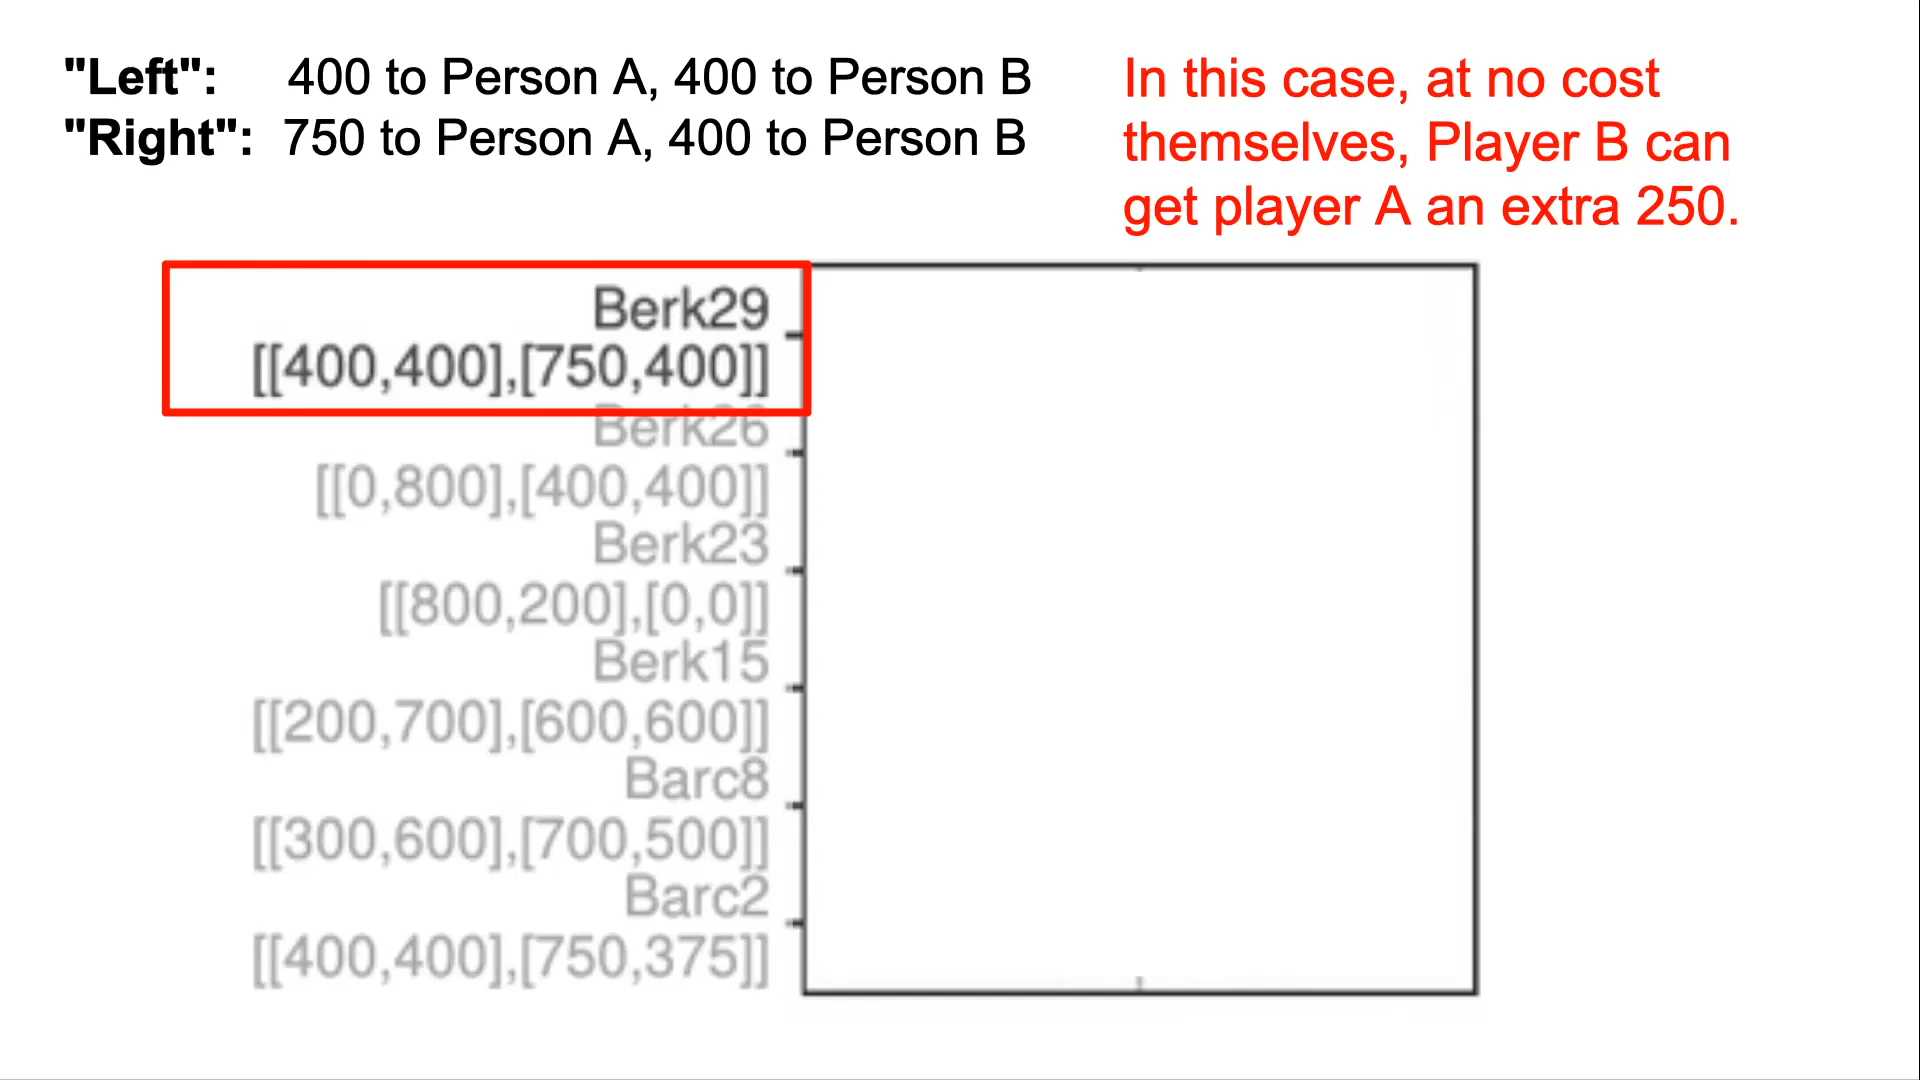 "Left": 400 to Person A, 400 to Person B
"Right": 750 to Person A, 400 to Person B
In this case, at no cost
themselves, Player B can
get player A an extra 250.
Berk29
[[400,400],[750,400]]
Berk26
[[0,800],[400,400]]
Berk23
[[800,200],[0,0]]
Berk15
[[200,700],[600,600]]
Barc8
[[300,600],[700,500]]
Barc2
[[400,400],[750,375]]